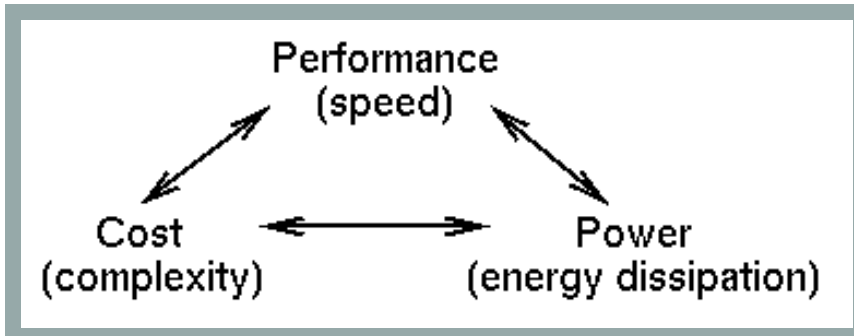 Performance
(speed)
Cost
(complexity)
Power
(energy dissipation)